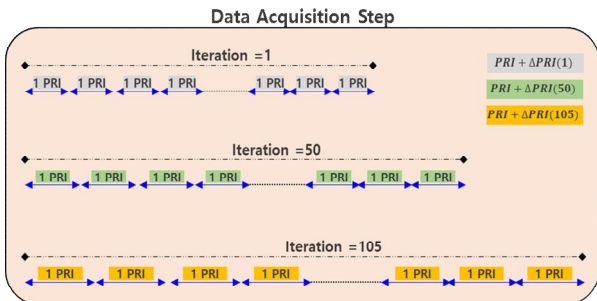 Data Acquisition Step
Iteration =1
1 PRI 1 PRI 1 PRI 1 PRI 1 PRI 1 PRI 1 PRI
PRI + ΔPRI(1)
PRI + ΔPRI(50)
PRI + ΔPRI(105)
Iteration =50
1 PRI 1 PRI 1 PRI 1 PRI 1 PRI 1 PRI 1 PRI
Iteration =105
1 PRI 1 PRI 1 PRI 1 PRI 1 PRI 1 PRI 1 PRI